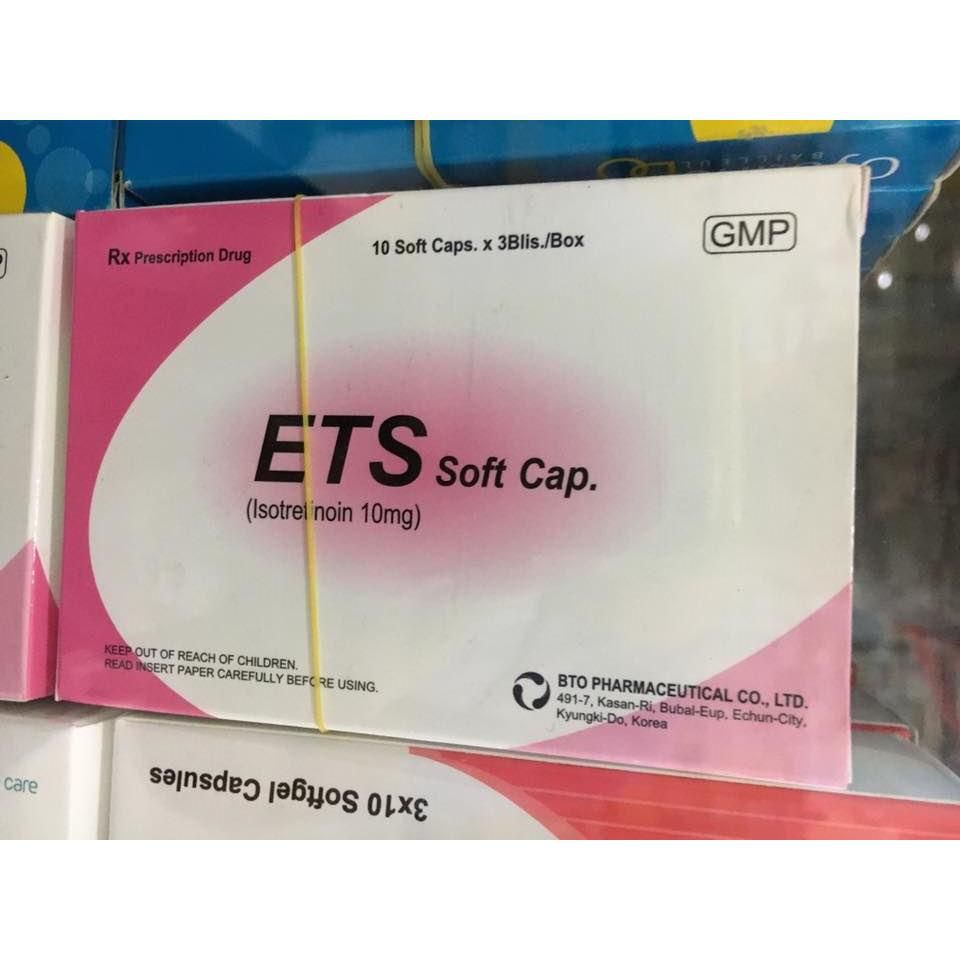 BAILLEUL
Rx Prescription Drug
10 Soft Caps. x 3Blis./Box
GMP
ETS Soft Cap.
(Isotretinoin 10mg)
KEEP OUT OF REACH OF CHILDREN.
READ INSERT PAPER CAREFULLY BEFORE USING.
BTO PHARMACEUTICAL CO., LTD.
491-7, Kasan-Ri, Bubal-Eup, Echun-City,
Kyungki-Do, Korea
care
3x10 Softgel Capsules